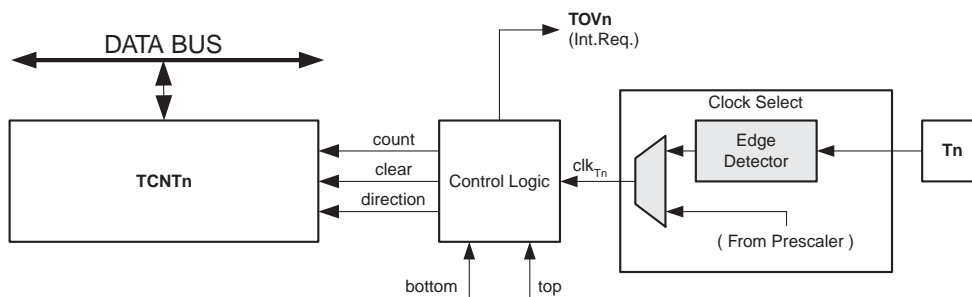 TOVn
(Int.Req.)
DATA BUS
Clock Select
count
clear
direction
TCNTn
Control Logic
clkTn
Edge
Detector
Tn
( From Prescaler )
bottom
top